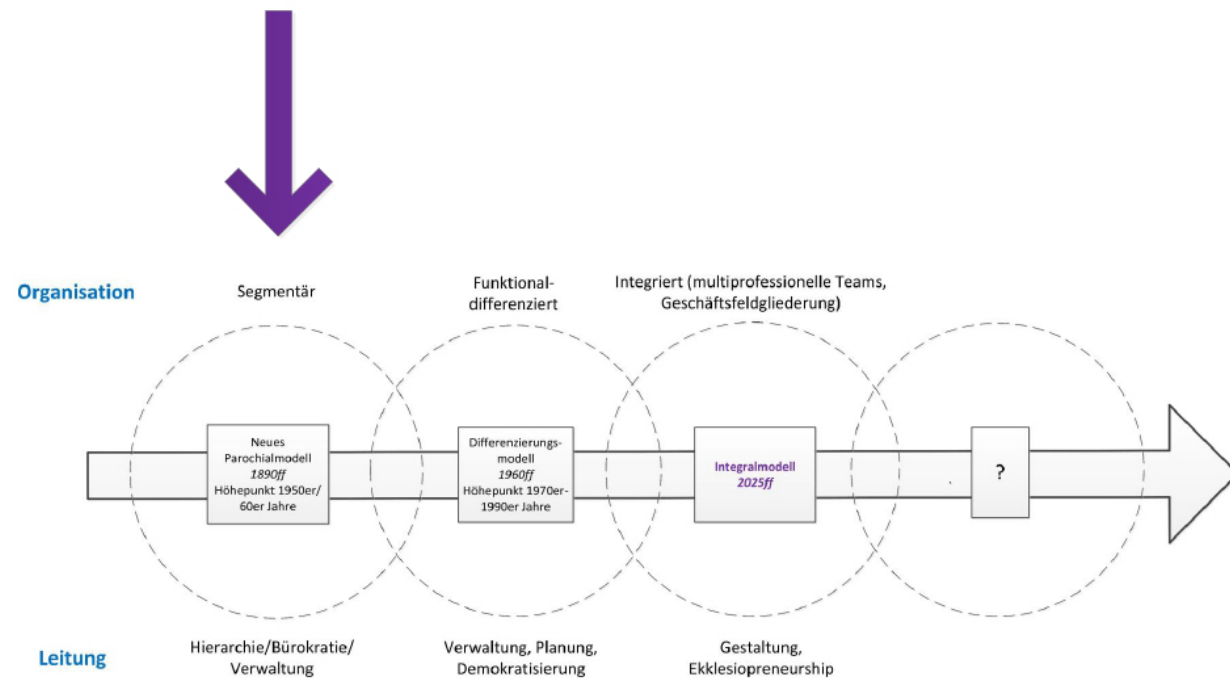 Organisation
Segmentär
Funktional-
differenziert
Integriert (multiprofessionelle Teams,
Geschäftsfeldgliederung)
Neues
Parochialmodell
1890ff
Höhepunkt 1950er/
60er Jahre
Differenzierungs-
modell
1960ff
Höhepunkt 1970er-
1990er Jahre
Integralmodell
2025ff
?
Leitung
Hierarchie/Bürokratie/
Verwaltung
Verwaltung, Planung,
Demokratisierung
Gestaltung,
Ekklesiopreneurship